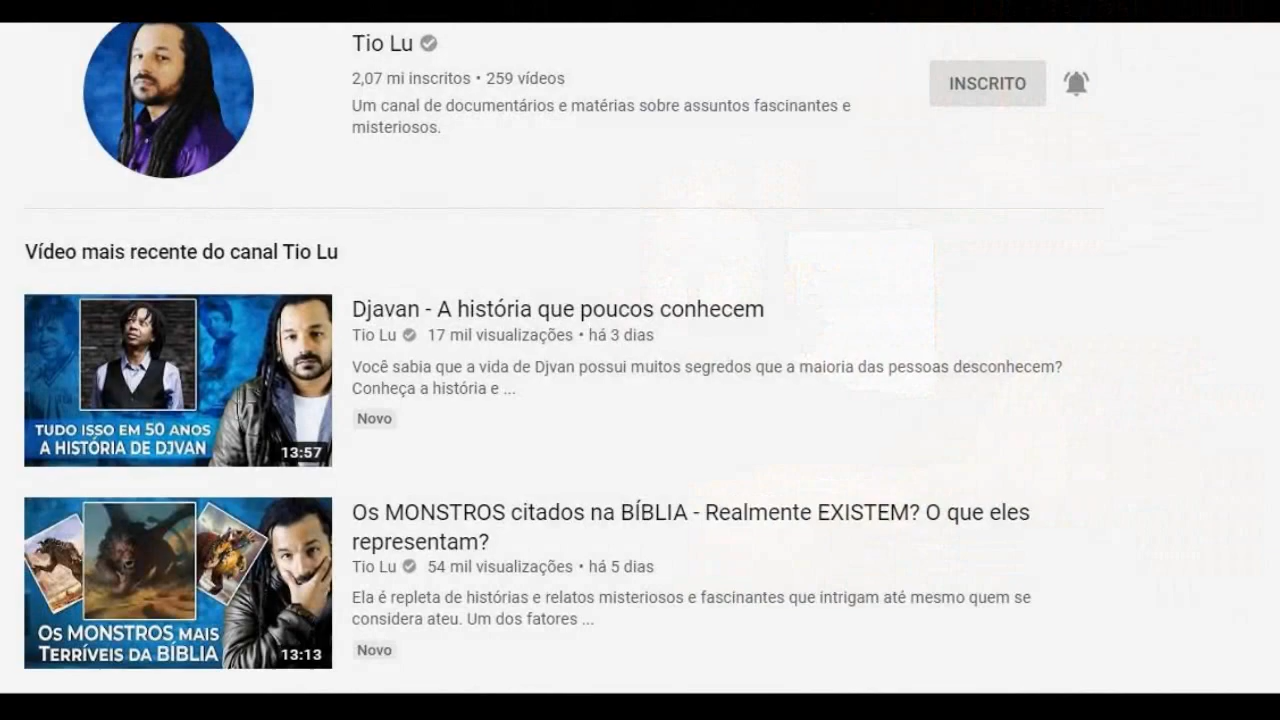 Tio Lu
2,07 mi inscritos • 259 vídeos
Um canal de documentários e matérias sobre assuntos fascinantes e
misteriosos.
INSCRITO
Vídeo mais recente do canal Tio Lu
TUDO ISSO EM 50 ANOS
A HISTÓRIA DE DJVAN
13:57
Djavan - A história que poucos conhecem
Tio Lu 17 mil visualizações • há 3 dias
Você sabia que a vida de Djvan possui muitos segredos que a maioria das pessoas desconhecem?
Conheça a história e ...
Novo
Os MONSTROS MAIS
TERRÍVEIS DA BÍBLIA
13:13
Os MONSTROS citados na BÍBLIA - Realmente EXISTEM? O que eles
representam?
Tio Lu 54 mil visualizações • há 5 dias
Ela é repleta de histórias e relatos misteriosos e fascinantes que intrigam até mesmo quem se
considera ateu. Um dos fatores ...
Novo